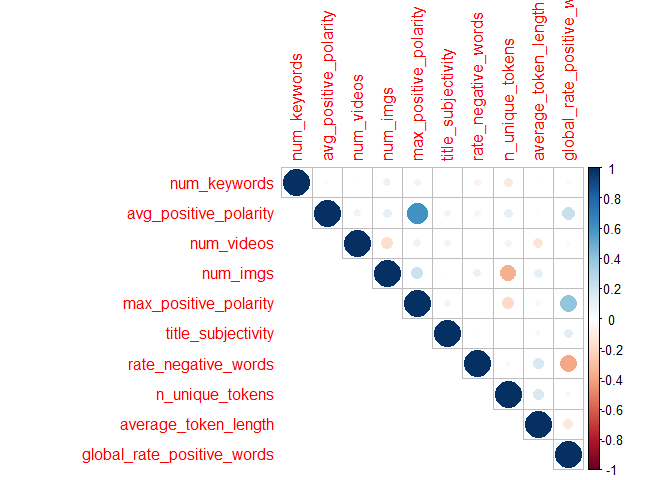 num_keywords
avg_positive_polarity
num_videos
num_imgs
max_positive_polarity
title_subjectivity
rate_negative_words
n_unique_tokens
average_token_length
global_rate_positive_w
num_keywords
avg_positive_polarity
num_videos
num_imgs
max_positive_polarity
title_subjectivity
rate_negative_words
n_unique_tokens
average_token_length
global_rate_positive_words
1
0.8
0.6
0.4
0.2
0
-0.2
-0.4
-0.6
-0.8
-1